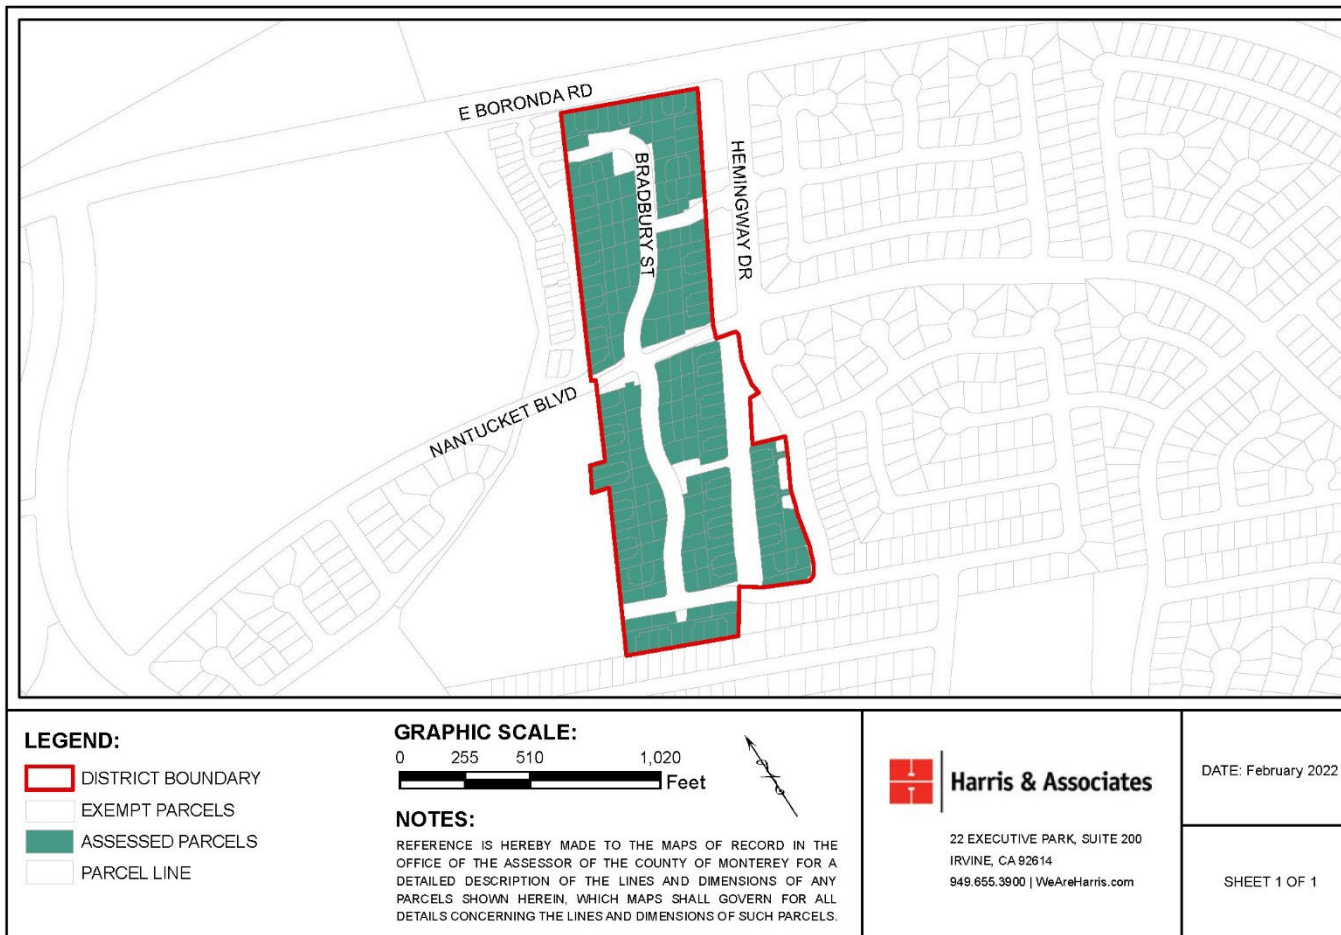 E BORONDA RD
HEMINGWAY DR
BRADBURY ST
NANTUCKET BLVD
LEGEND:
DISTRICT BOUNDARY
EXEMPT PARCELS
ASSESSED PARCELS
PARCEL LINE
GRAPHIC SCALE:
0 255 510 1,020
Feet
NOTES:
REFERENCE IS HEREBY MADE TO THE MAPS OF RECORD IN THE
OFFICE OF THE ASSESSOR OF THE COUNTY OF MONTEREY FOR A
DETAILED DESCRIPTION OF THE LINES AND DIMENSIONS OF ANY
PARCELS SHOWN HEREIN, WHICH MAPS SHALL GOVERN FOR ALL
DETAILS CONCERNING THE LINES AND DIMENSIONS OF SUCH PARCELS.
Harris & Associates
22 EXECUTIVE PARK, SUITE 200
IRVINE, CA 92614
949.655.3900 | WeAreHarris.com
DATE: February 2022
SHEET 1 OF 1